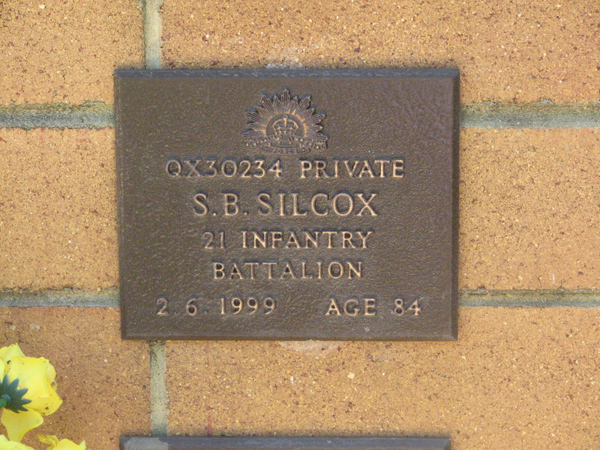 QX30234 PRIVATE
S.B. SILCOX
21 INFANTRY
BATTALION
2.6.1999 AGE 84